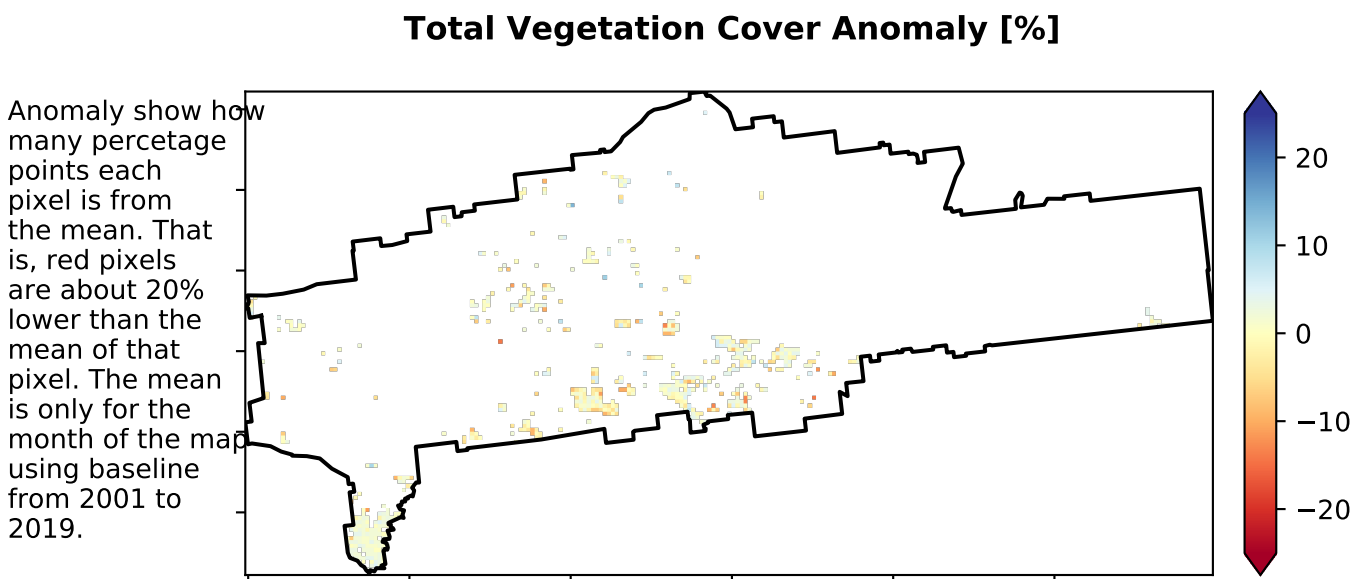 Total Vegetation Cover Anomaly [%]
Anomaly show how
many percetage
points each
pixel is from
the mean. That
is, red pixels
are about 20%
lower than the
mean of that
pixel. The mean
is only for the
month of the map
using baseline
from 2001 to
2019.
20
10
0
−10
−20